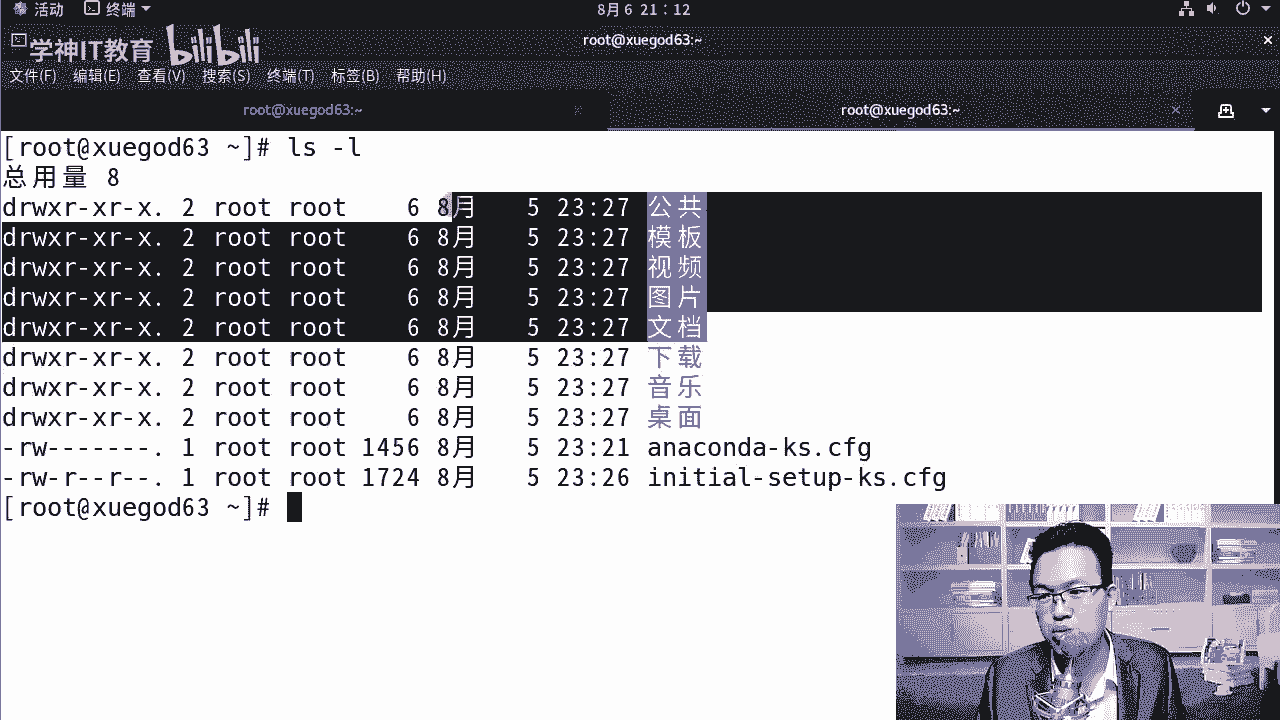 活动 终端 8月6 21：12
学神IT教育 bilibili root@xuegod63:~
文件(F) 编辑(E) 查看(V) 搜索(S) 终端(T) 标签(B) 帮助(H)
root@xuegod63:~ root@xuegod63:~
[root@xuegod63 ~]# ls -l
总用量 8
drwxr-xr-x. 2 root root    6 8月   5 23:27 公共
drwxr-xr-x. 2 root root    6 8月   5 23:27 模板
drwxr-xr-x. 2 root root    6 8月   5 23:27 视频
drwxr-xr-x. 2 root root    6 8月   5 23:27 图片
drwxr-xr-x. 2 root root    6 8月   5 23:27 文档
drwxr-xr-x. 2 root root    6 8月   5 23:27 下载
drwxr-xr-x. 2 root root    6 8月   5 23:27 音乐
drwxr-xr-x. 2 root root    6 8月   5 23:27 桌面
-rw-------. 1 root root 1456 8月   5 23:21 anaconda-ks.cfg
-rw-r--r--. 1 root root 1724 8月   5 23:26 initial-setup-ks.cfg
[root@xuegod63 ~]#